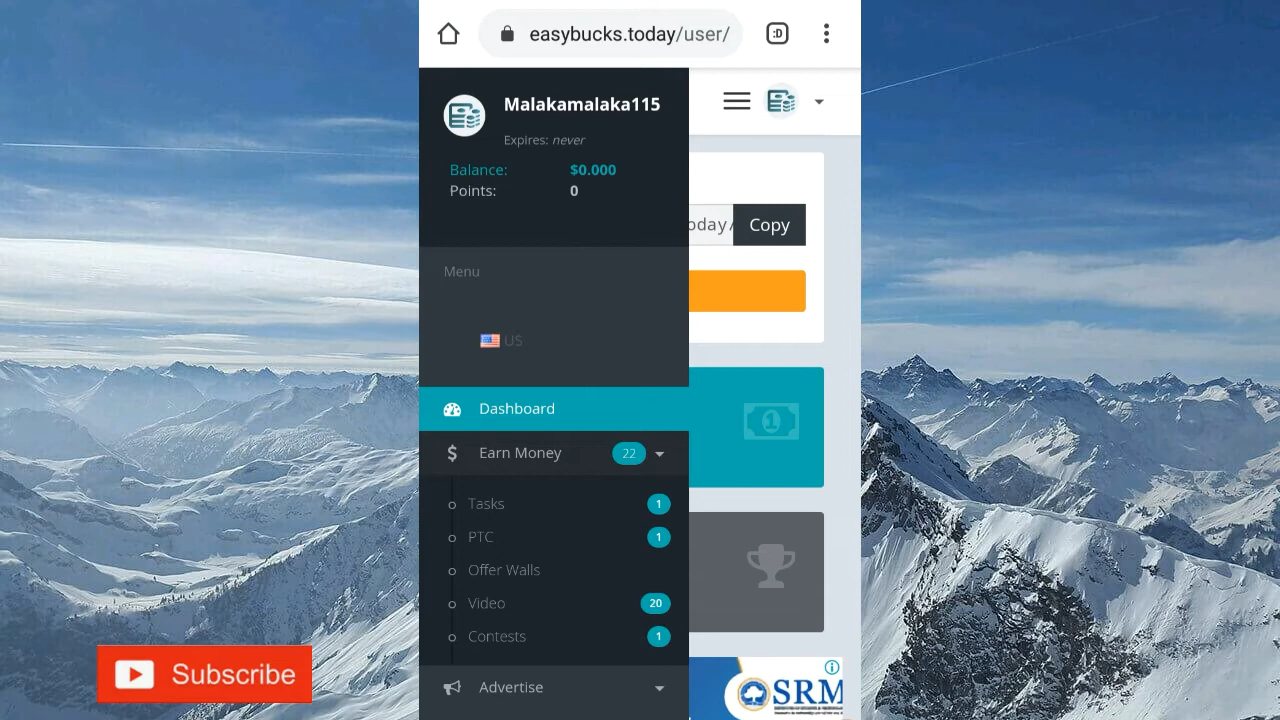 :D
easybucks.today/user/
Malakamalaka115
Expires: never
Balance: $0.000
Points: 0
Menu
US
oday/
Copy
Dashboard
Earn Money 22
Tasks 1
PTC 1
Offer Walls
Video 20
Contests 1
Advertise
SRM
Subscribe